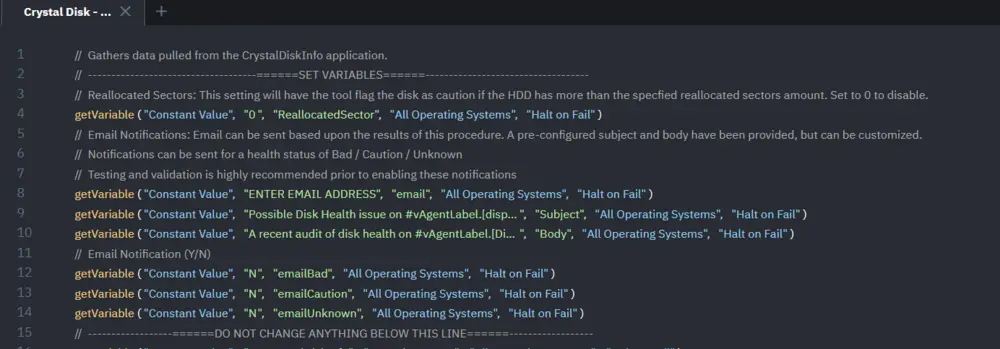 Crystal Disk - ... × +
1 // Gathers data pulled from the CrystalDiskInfo application.
2 // ------------------------------------======SET VARIABLES======-----------------------------------
3 // Reallocated Sectors: This setting will have the tool flag the disk as caution if the HDD has more than the specfied reallocated sectors amount. Set to 0 to disable.
4 getVariable ("Constant Value", "0", "ReallocatedSector", "All Operating Systems", "Halt on Fail")
5 // Email Notifications: Email can be sent based upon the results of this procedure. A pre-configured subject and body have been provided, but can be customized.
6 // Notifications can be sent for a health status of Bad / Caution / Unknown
7 // Testing and validation is highly recommended prior to enabling these notifications
8 getVariable ("Constant Value", "ENTER EMAIL ADDRESS", "email", "All Operating Systems", "Halt on Fail")
9 getVariable ("Constant Value", "Possible Disk Health issue on #vAgentLabel.[disp... ", "Subject", "All Operating Systems", "Halt on Fail")
10 getVariable ("Constant Value", "A recent audit of disk health on #vAgentLabel.[Di... ", "Body", "All Operating Systems", "Halt on Fail")
11 // Email Notification (Y/N)
12 getVariable ("Constant Value", "N", "emailBad", "All Operating Systems", "Halt on Fail")
13 getVariable ("Constant Value", "N", "emailCaution", "All Operating Systems", "Halt on Fail")
14 getVariable ("Constant Value", "N", "emailUnknown", "All Operating Systems", "Halt on Fail")
15 // ------------------======DO NOT CHANGE ANYTHING BELOW THIS LINE======------------------